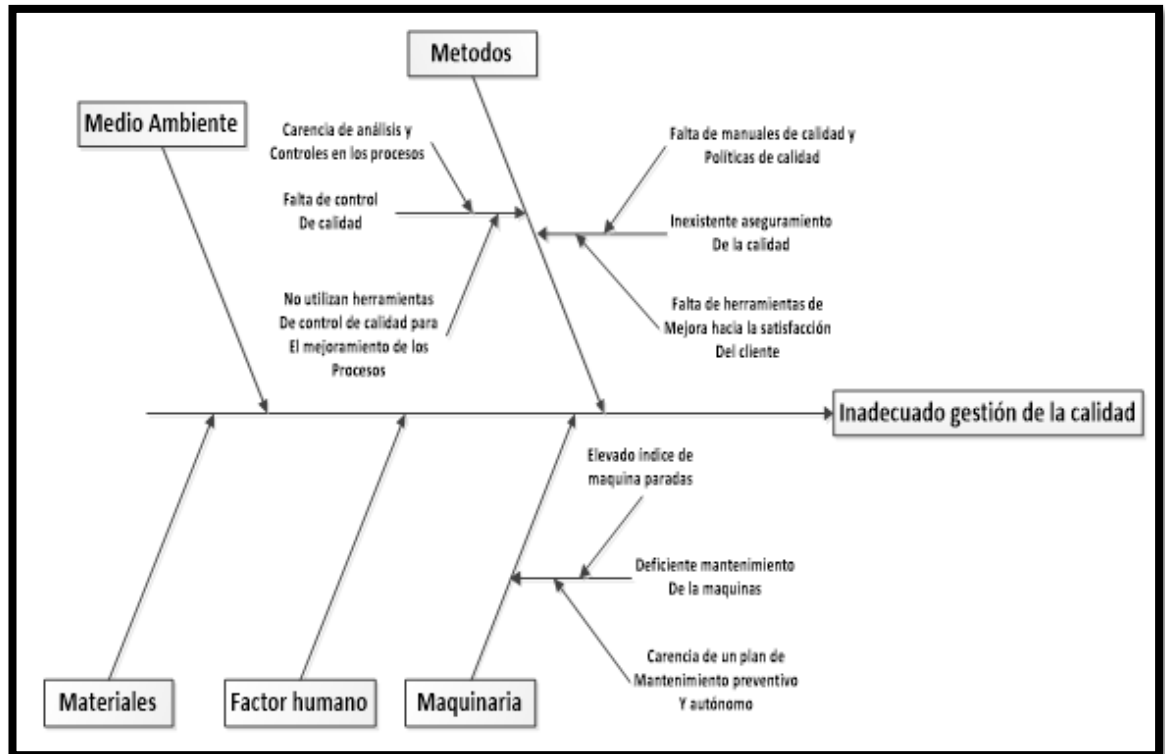 Metodos
Medio Ambiente
Carencia de análisis y
Controles en los procesos
Falta de control
De calidad
No utilizan herramientas
De control de calidad para
El mejoramiento de los
Procesos
Falta de manuales de calidad y
Políticas de calidad
Inexistente aseguramiento
De la calidad
Falta de herramientas de
Mejora hacia la satisfacción
Del cliente
Inadecuado gestión de la calidad
Elevado indice de
maquina paradas
Deficiente mantenimiento
De la maquinas
Carencia de un plan de
Mantenimiento preventivo
Y autónomo
Materiales
Factor humano
Maquinaria